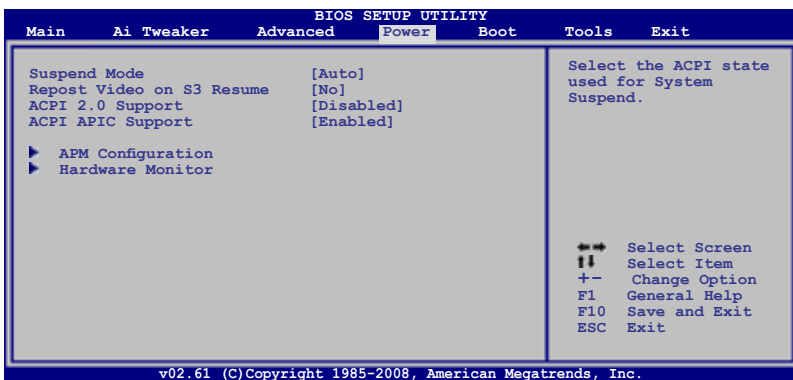 BIOS SETUP UTILITY
Main Ai Tweaker Advanced Power Boot Tools Exit
Suspend Mode [Auto]
Repost Video on S3 Resume [No]
ACPI 2.0 Support [Disabled]
ACPI APIC Support [Enabled]
APM Configuration
Hardware Monitor
Select the ACPI state
used for System
Suspend.
Select Screen
Select Item
+- Change Option
F1 General Help
F10 Save and Exit
ESC Exit
v02.61 (C)Copyright 1985-2008, American Megatrends, Inc.